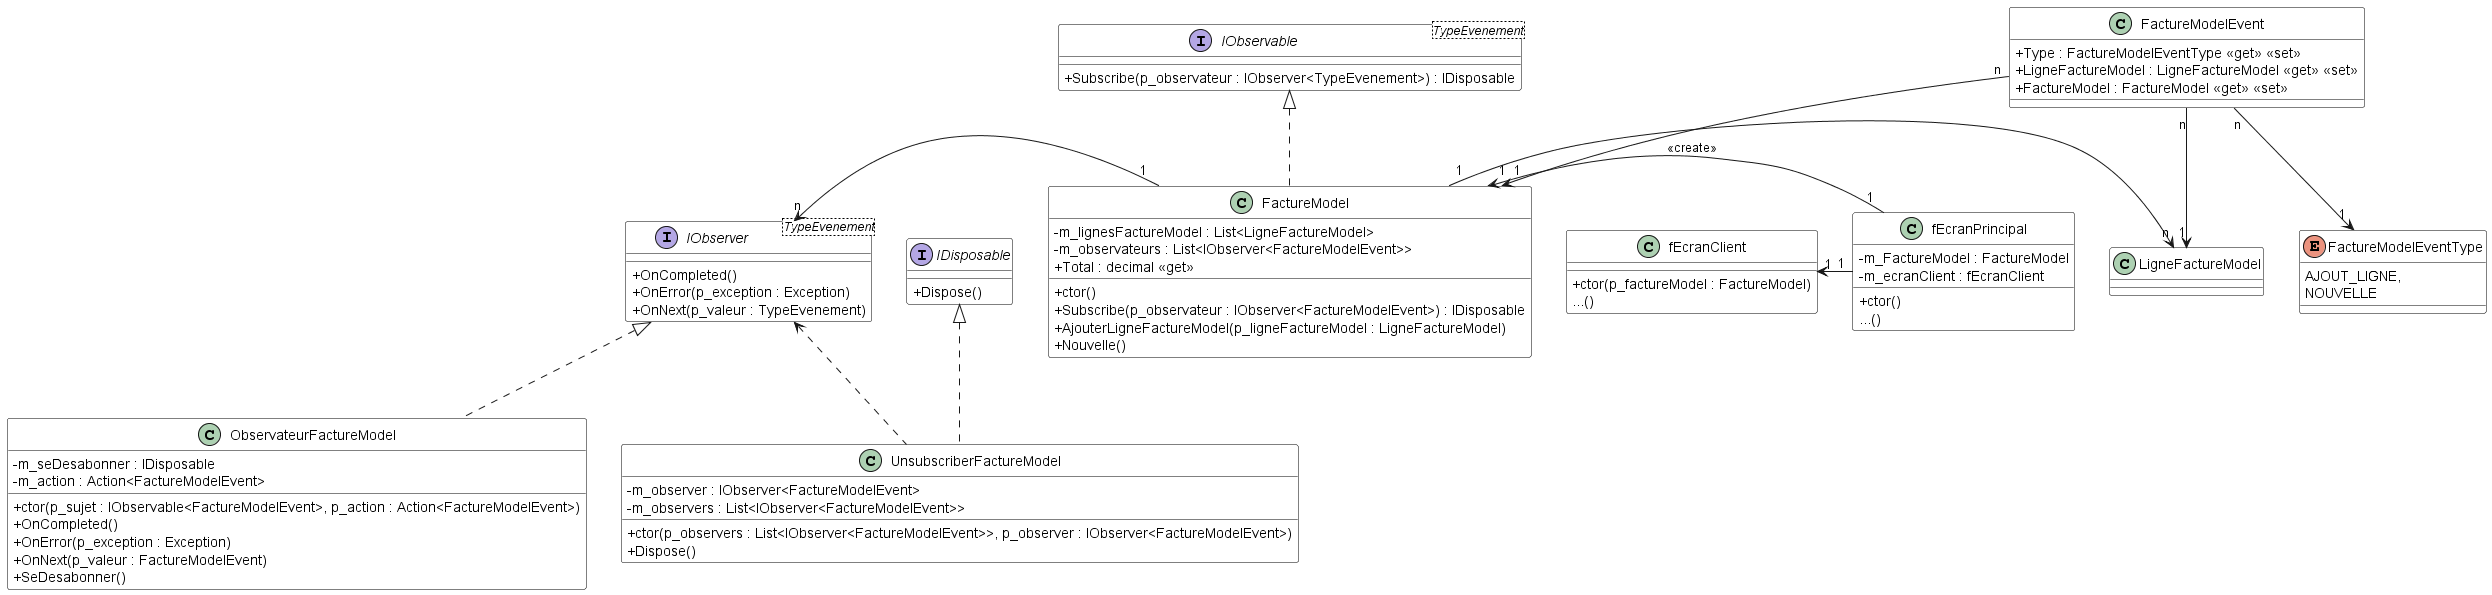 I IObservable
TypeEvenement
+Subscribe(p_observateur : IObserver<TypeEvenement>) : IDisposable
C FactureModelEvent
+Type : FactureModelEventType «get» «set»
+LigneFactureModel : LigneFactureModel «get» «set»
+FactureModel : FactureModel «get» «set»
n
n
n
«create»
1
1
1
1
1
n
I IObserver
TypeEvenement
+OnCompleted()
+OnError(p_exception : Exception)
+OnNext(p_valeur : TypeEvenement)
I IDisposable
+Dispose()
C FactureModel
-m_lignesFactureModel : List<LigneFactureModel>
-m_observateurs : List<IObserver<FactureModelEvent>>
+Total : decimal «get»
+ctor()
+Subscribe(p_observateur : IObserver<FactureModelEvent>) : IDisposable
+AjouterLigneFactureModel(p_ligneFactureModel : LigneFactureModel)
+Nouvelle()
C fEcranClient
+ctor(p_factureModel : FactureModel)
...()
1
1
C fEcranPrincipal
-m_FactureModel : FactureModel
-m_ecranClient : fEcranClient
+ctor()
...()
n
1
1
C LigneFactureModel
E FactureModelEventType
AJOUT_LIGNE,
NOUVELLE
C ObservateurFactureModel
-m_seDesabonner : IDisposable
-m_action : Action<FactureModelEvent>
+ctor(p_sujet : IObservable<FactureModelEvent>, p_action : Action<FactureModelEvent>)
+OnCompleted()
+OnError(p_exception : Exception)
+OnNext(p_valeur : FactureModelEvent)
+SeDesabonner()
C UnsubscriberFactureModel
-m_observer : IObserver<FactureModelEvent>
-m_observers : List<IObserver<FactureModelEvent>>
+ctor(p_observers : List<IObserver<FactureModelEvent>>, p_observer : IObserver<FactureModelEvent>)
+Dispose()